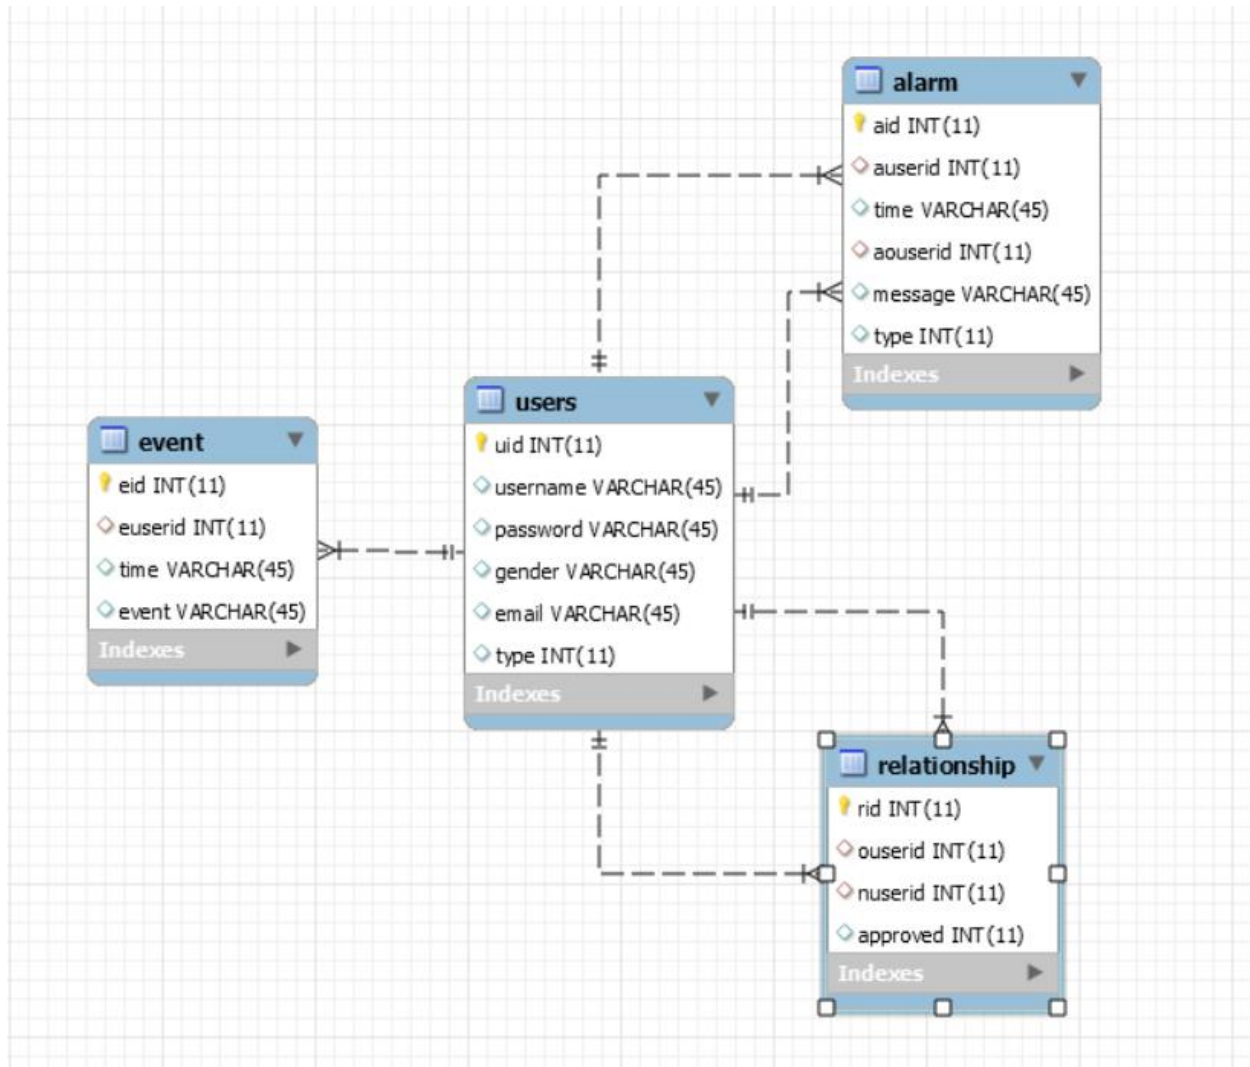 alarm
aid INT(11)
auserid INT(11)
time VARCHAR(45)
aouserid INT(11)
message VARCHAR(45)
type INT(11)
Indexes
users
uid INT(11)
username VARCHAR(45)
password VARCHAR(45)
gender VARCHAR(45)
email VARCHAR(45)
type INT(11)
Indexes
event
eid INT(11)
euserid INT(11)
time VARCHAR(45)
event VARCHAR(45)
Indexes
relationship
rid INT(11)
ouserid INT(11)
nuserid INT(11)
approved INT(11)
Indexes